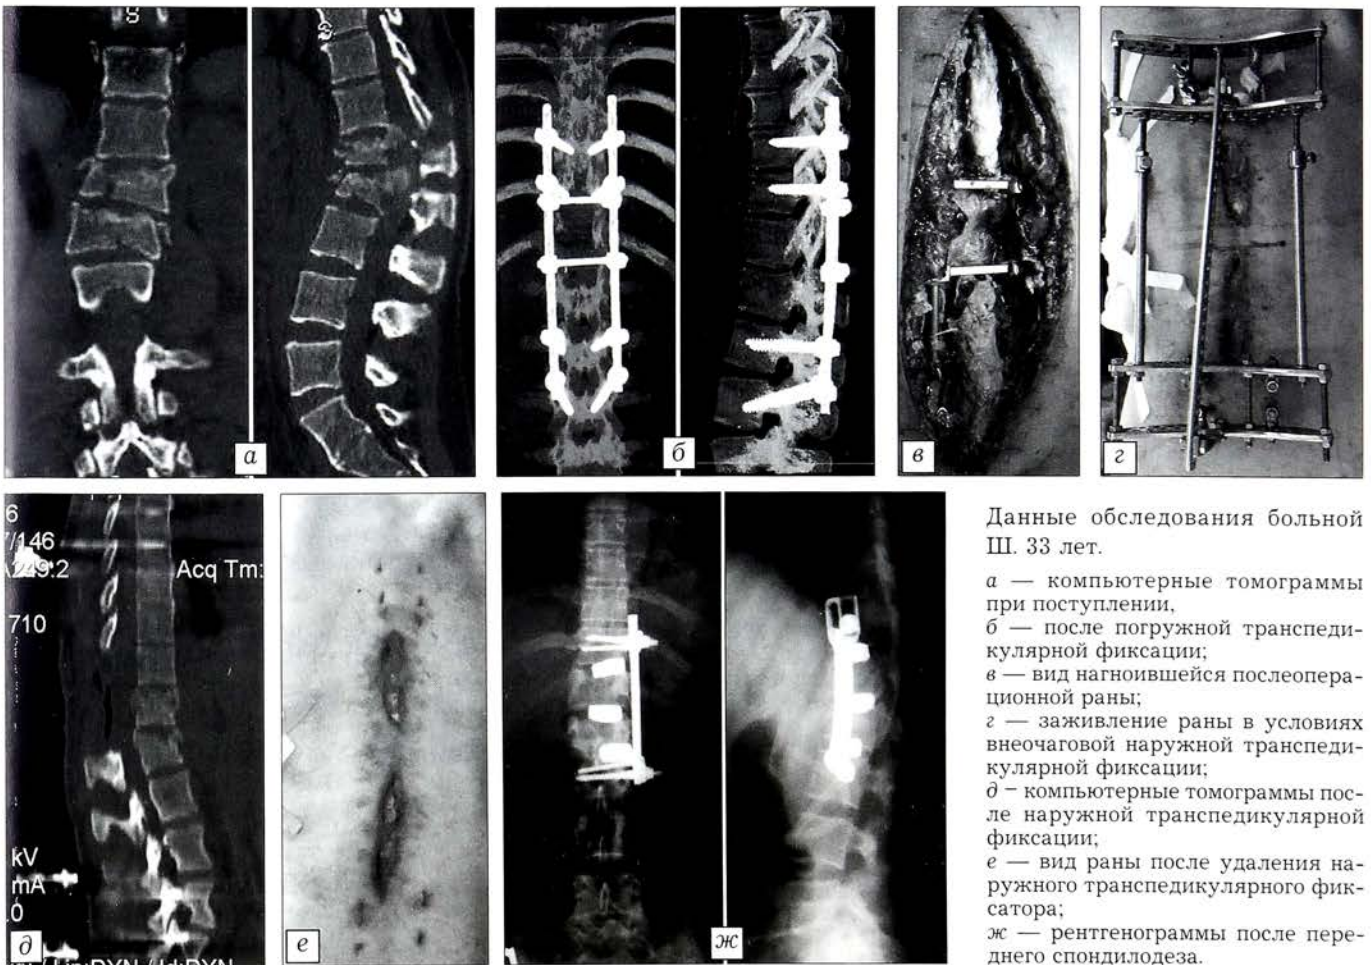 S
S
а
б
в
г
6
7/146
Acq Tm:
710
kV
mA
.0
д
е
ж
Данные обследования больной
Ш. 33 лет.
а — компьютерные томограммы
при поступлении,
б — после погружной транспеди-
кулярной фиксации;
в — вид нагноившейся послеопера-
ционной раны;
г — заживление раны в условиях
внеочаговой наружной транспеди-
кулярной фиксации;
д – компьютерные томограммы пос-
ле наружной транспедикулярной
фиксации;
е — вид раны после удаления на-
ружного транспедикулярного фик-
сатора;
ж — рентгенограммы после пере-
днего спондилодеза.